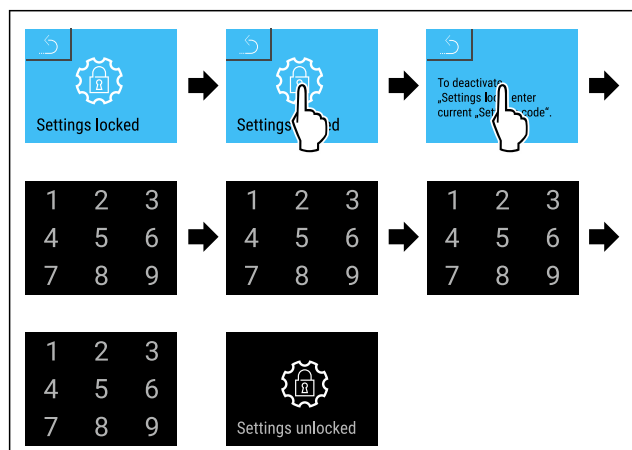 Settings locked
Settings
To deactivate
„Settings enter
current „Set code“.
1 2 3
4 5 6
7 8 9
1 2 3
4 5 6
7 8 9
1 2 3
4 5 6
7 8 9
1 2 3
4 5 6
7 8 9
Settings unlocked